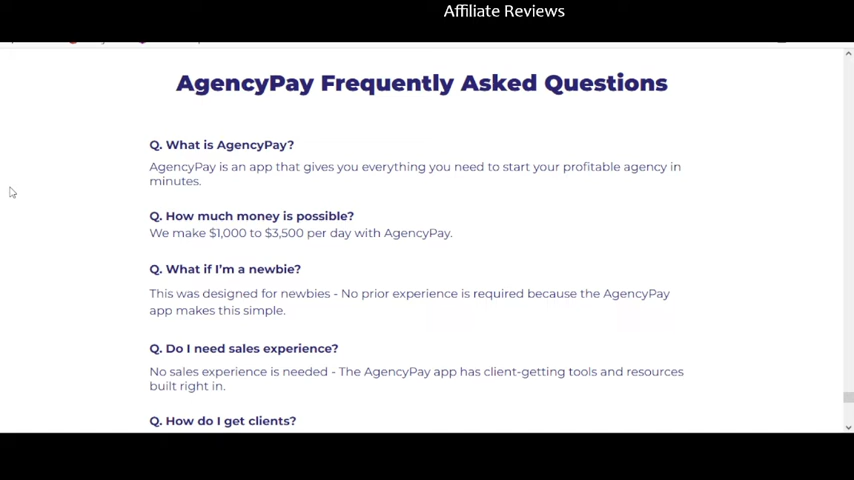 Affiliate Reviews
AgencyPay Frequently Asked Questions
Q. What is AgencyPay?
AgencyPay is an app that gives you everything you need to start your profitable agency in
minutes.
Q. How much money is possible?
We make $1,000 to $3,500 per day with AgencyPay.
Q. What if I'm a newbie?
This was designed for newbies - No prior experience is required because the AgencyPay
app makes this simple.
Q. Do I need sales experience?
No sales experience is needed - The AgencyPay app has client-getting tools and resources
built right in.
Q. How do I get clients?